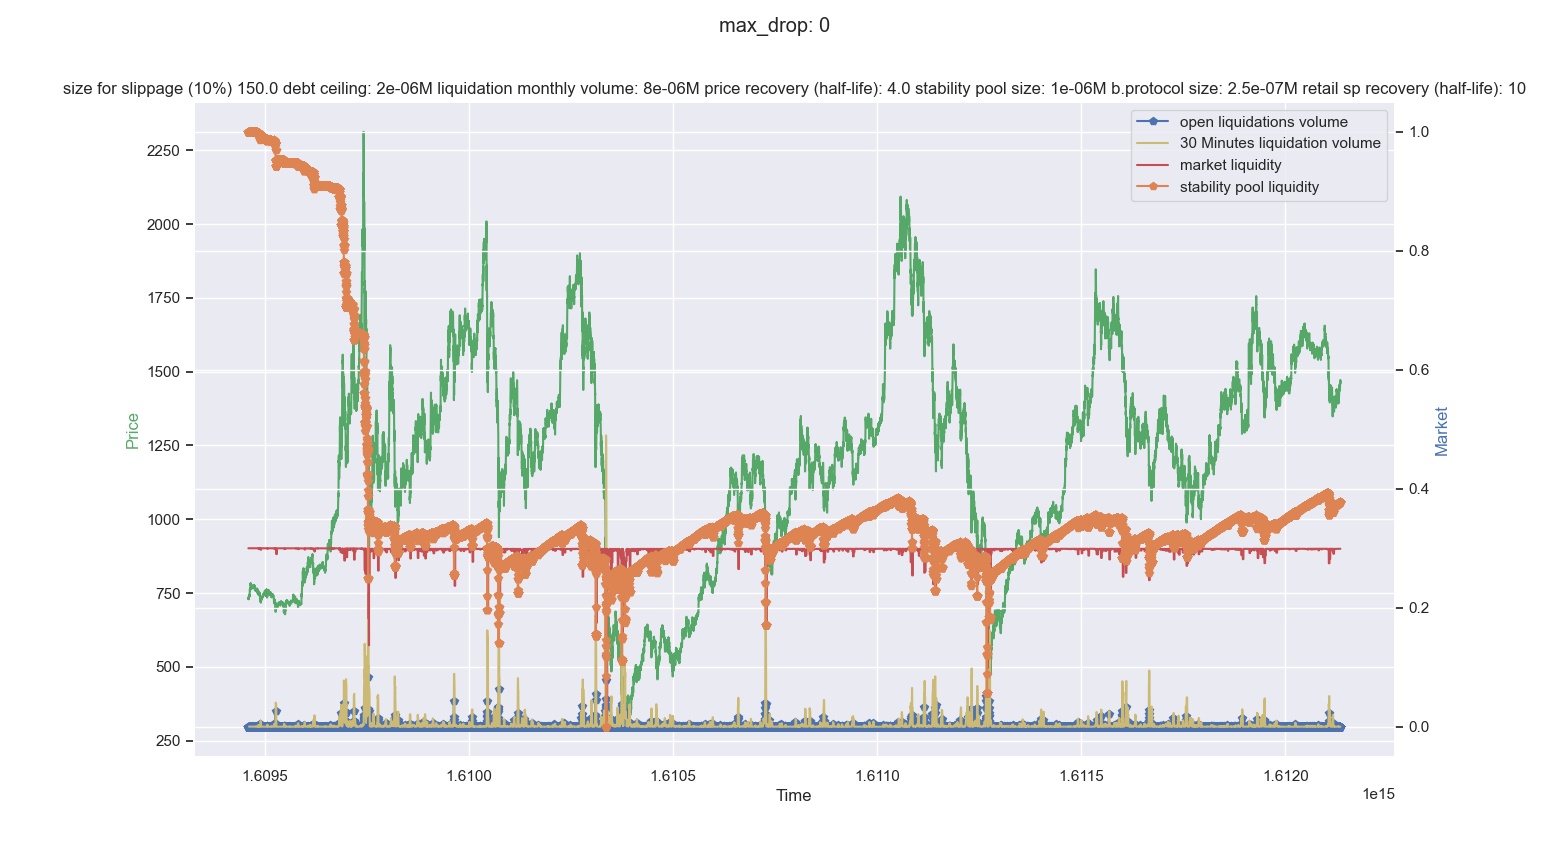 max_drop: 0
size for slippage (10%) 150.0 debt ceiling: 2e-06M liquidation monthly volume: 8e-06M price recovery (half-life): 4.0 stability pool size: 1e-06M b.protocol size: 2.5e-07M retail sp recovery (half-life): 10
open liquidations volume
30 Minutes liquidation volume
market liquidity
stability pool liquidity
2250
2000
1750
1500
1250
1000
750
500
250
Price
1.0
0.8
0.6
0.4
0.2
0.0
Market
1.6095 1.6100 1.6105 1.6110 1.6115 1.6120
Time
1e15